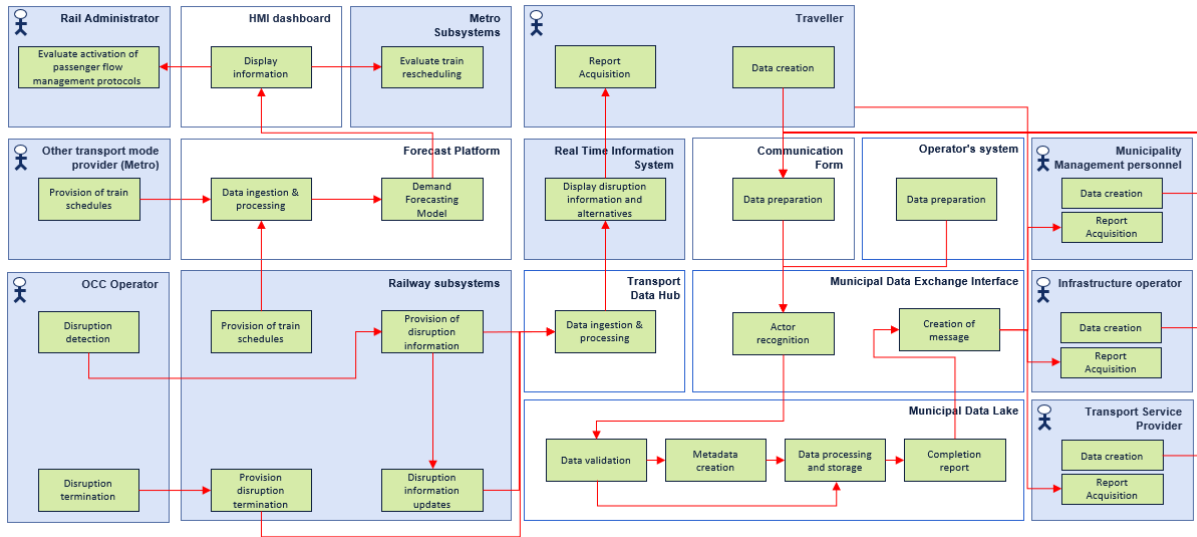 Rail Administrator
Evaluate activation of
passenger flow
management protocols
HMI dashboard
Display
information
Metro
Subsystems
Evaluate train
rescheduling
Traveller
Report
Acquisition
Data creation
Other transport mode
provider (Metro)
Provision of train
schedules
Forecast Platform
Data ingestion &
processing
Demand
Forecasting
Model
Real Time Information
System
Display disruption
information and
alternatives
Communication
Form
Data preparation
Operator's system
Data preparation
Municipality
Management personnel
Data creation
Report
Acquisition
OCC Operator
Disruption
detection
Disruption
termination
Railway subsystems
Provision of train
schedules
Provision of
disruption
information
Provision
disruption
termination
Disruption
information
updates
Transport
Data Hub
Data ingestion &
processing
Municipal Data Exchange Interface
Actor
recognition
Creation of
message
Infrastructure operator
Data creation
Report
Acquisition
Municipal Data Lake
Data validation
Metadata
creation
Data processing
and storage
Completion
report
Transport Service
Provider
Data creation
Report
Acquisition